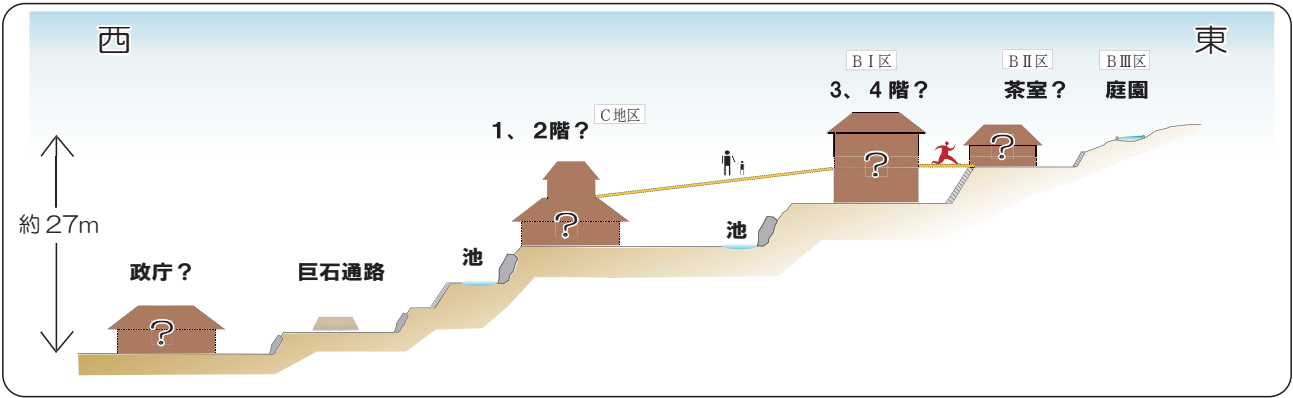 西
東
BⅠ区
BⅡ区
BⅢ区
3、4階？
茶室？
庭園
C地区
1、2階？
？
？
約27m
池
？
池
政庁？
巨石通路
？